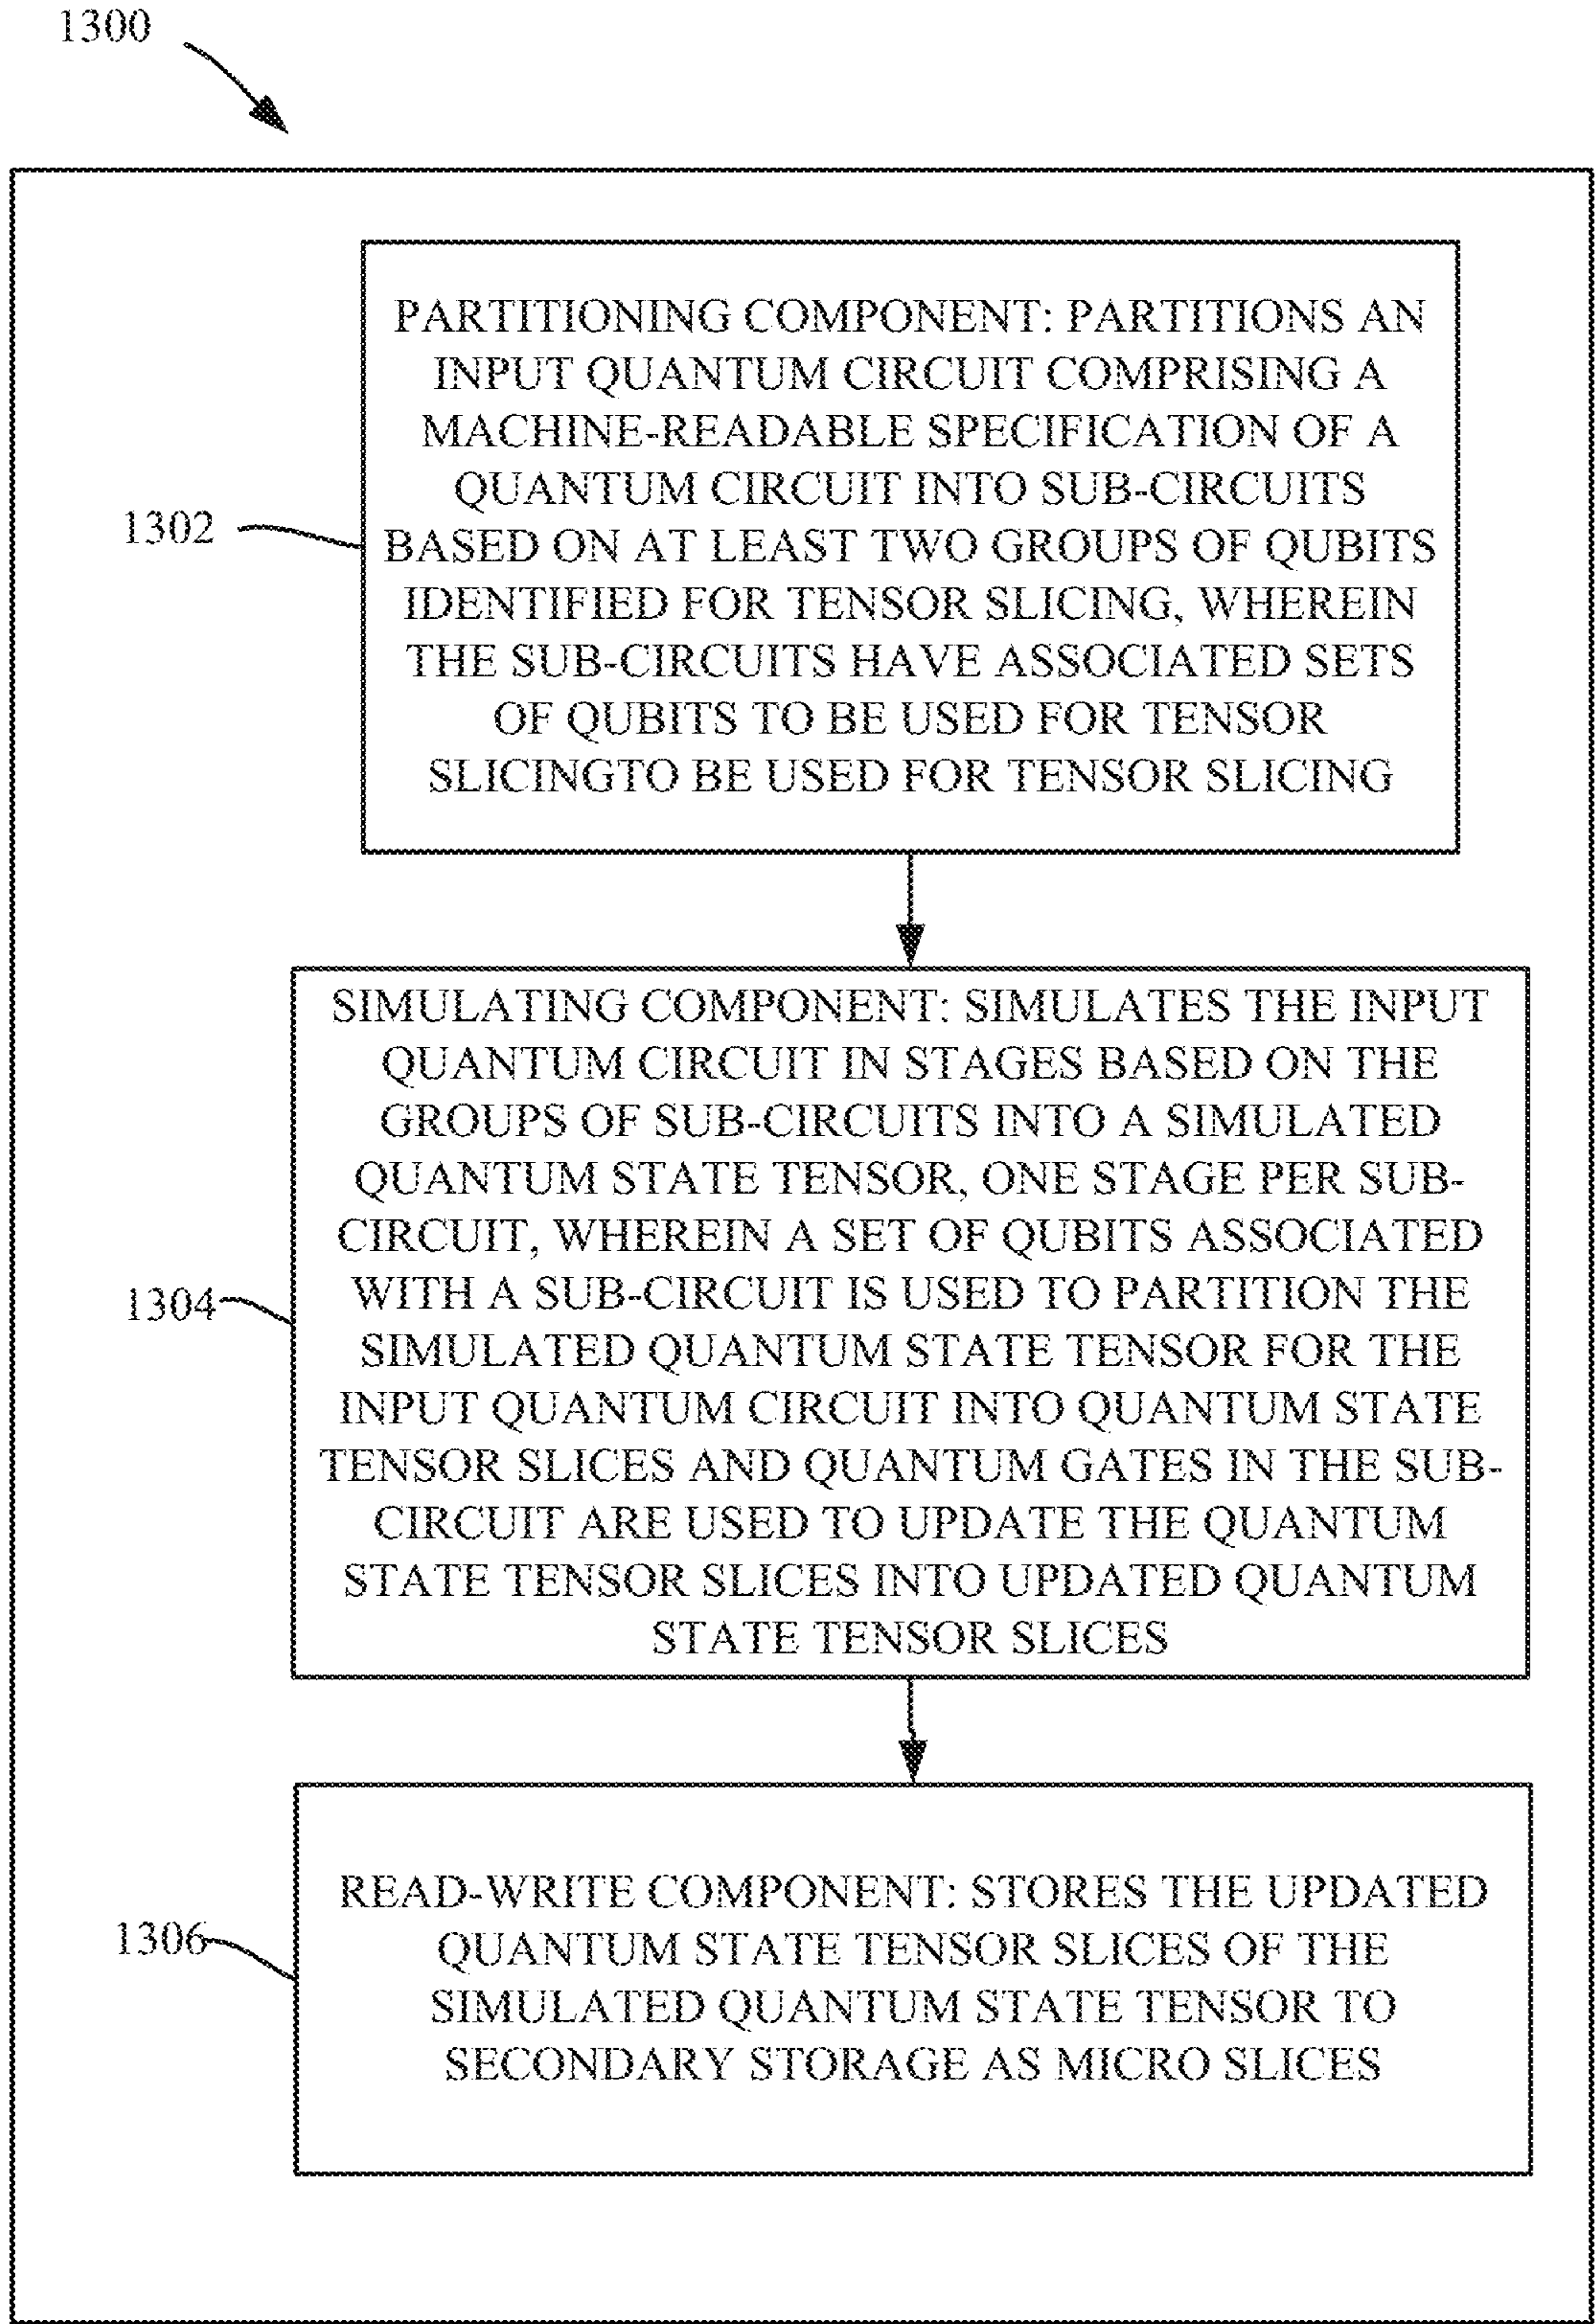 1300
PARTITIONING COMPONENT: PARTITIONS AN
INPUT QUANTUM CIRCUIT COMPRISING A
MACHINE-READABLE SPECIFICATION OF A
QUANTUM CIRCUIT INTO SUB-CIRCUITS
BASED ON AT LEAST TWO GROUPS OF QUBITS
IDENTIFIED FOR TENSOR SLICING, WHEREIN
THE SUB-CIRCUITS HAVE ASSOCIATED SETS
OF QUBITS TO BE USED FOR TENSOR
SLICINGTO BE USED FOR TENSOR SLICING
1302
SIMULATING COMPONENT: SIMULATES THE INPUT
QUANTUM CIRCUIT IN STAGES BASED ON THE
GROUPS OF SUB-CIRCUITS INTO A SIMULATED
QUANTUM STATE TENSOR, ONE STAGE PER SUB-
CIRCUIT, WHEREIN A SET OF QUBITS ASSOCIATED
WITH A SUB-CIRCUIT IS USED TO PARTITION THE
SIMULATED QUANTUM STATE TENSOR FOR THE
INPUT QUANTUM CIRCUIT INTO QUANTUM STATE
TENSOR SLICES AND QUANTUM GATES IN THE SUB-
CIRCUIT ARE USED TO UPDATE THE QUANTUM
STATE TENSOR SLICES INTO UPDATED QUANTUM
STATE TENSOR SLICES
1304
READ-WRITE COMPONENT: STORES THE UPDATED
QUANTUM STATE TENSOR SLICES OF THE
SIMULATED QUANTUM STATE TENSOR TO
SECONDARY STORAGE AS MICRO SLICES
1306